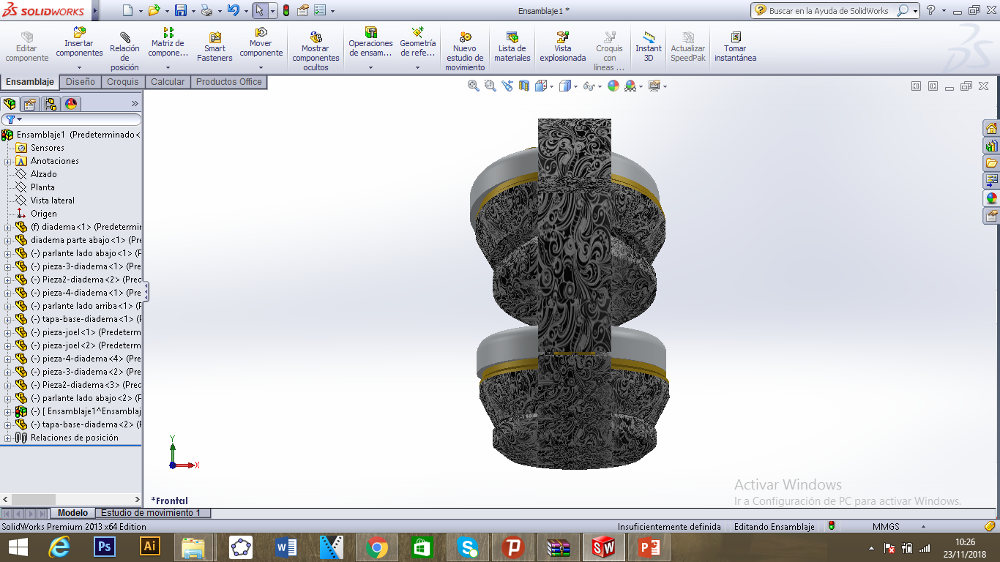 SOLIDWORKS
Ensamblaje1 *
Buscar en la Ayuda de SolidWorks
?
Editar componente
Insertar componentes
Relación de posición
Matriz de compone...
Smart Fasteners
Mover componente
Mostrar componentes ocultos
Operaciones de ensam...
Geometría de refe...
Nuevo estudio de movimiento
Lista de materiales
Vista explosionada
Croquis con líneas ...
Instant 3D
Actualizar SpeedPak
Tomar instantánea
Ensamblaje Diseño Croquis Calcular Productos Office
Ensamblaje1 (Predeterminado<
Sensores
A Anotaciones
Alzado
Planta
Vista lateral
Origen
(f) diadema<1> (Predetermin
diadema parte abajo<1> (Pre
(-) parlante lado abajo<1> (P
(-) pieza-3-diadema<1> (Pre
(-) Pieza2-diadema<2> (Prec
(-) pieza-4-diadema<1> (Pre
(-) parlante lado arriba<1> (P
(-) tapa-base-diadema<1> (P
(-) pieza-joel<1> (Predeterm
(-) pieza-joel<2> (Predeterm
(-) pieza-4-diadema<4> (Pre
(-) pieza-3-diadema<2> (Pre
(-) Pieza2-diadema<3> (Prec
(-) parlante lado abajo<2> (P
(-) [ Ensamblaje1^Ensamblaj
(-) tapa-base-diadema<2> (P
Relaciones de posición
Y
X
*Frontal
Activar Windows
Ir a Configuración de PC para activar Windows.
Modelo Estudio de movimiento 1
SolidWorks Premium 2013 x64 Edition Insuficientemente definida Editando Ensamblaje MMGS
Ps Ai W S P SW P
10:26
23/11/2018